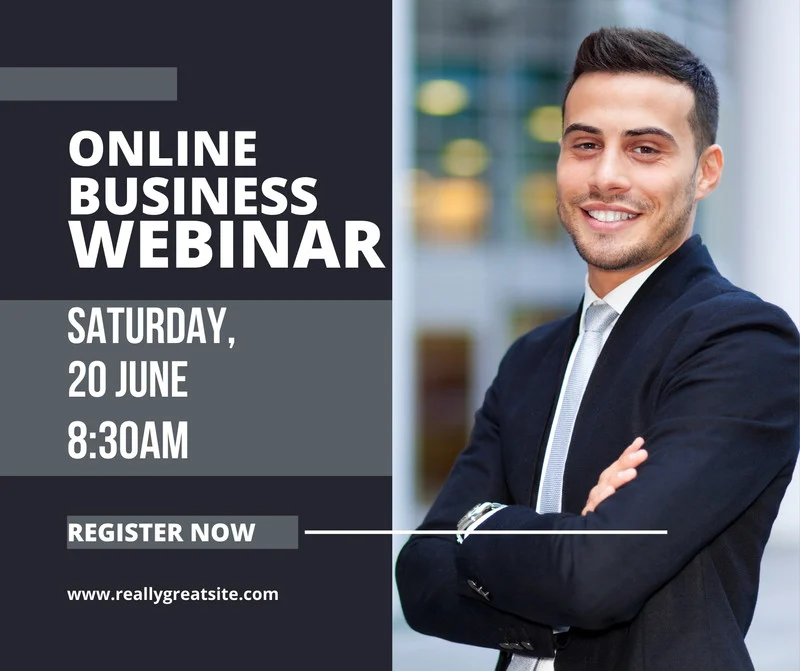 ONLINE
BUSINESS
WEBINAR
SATURDAY,
20 JUNE
8:30AM
REGISTER NOW
www.reallygreatsite.com